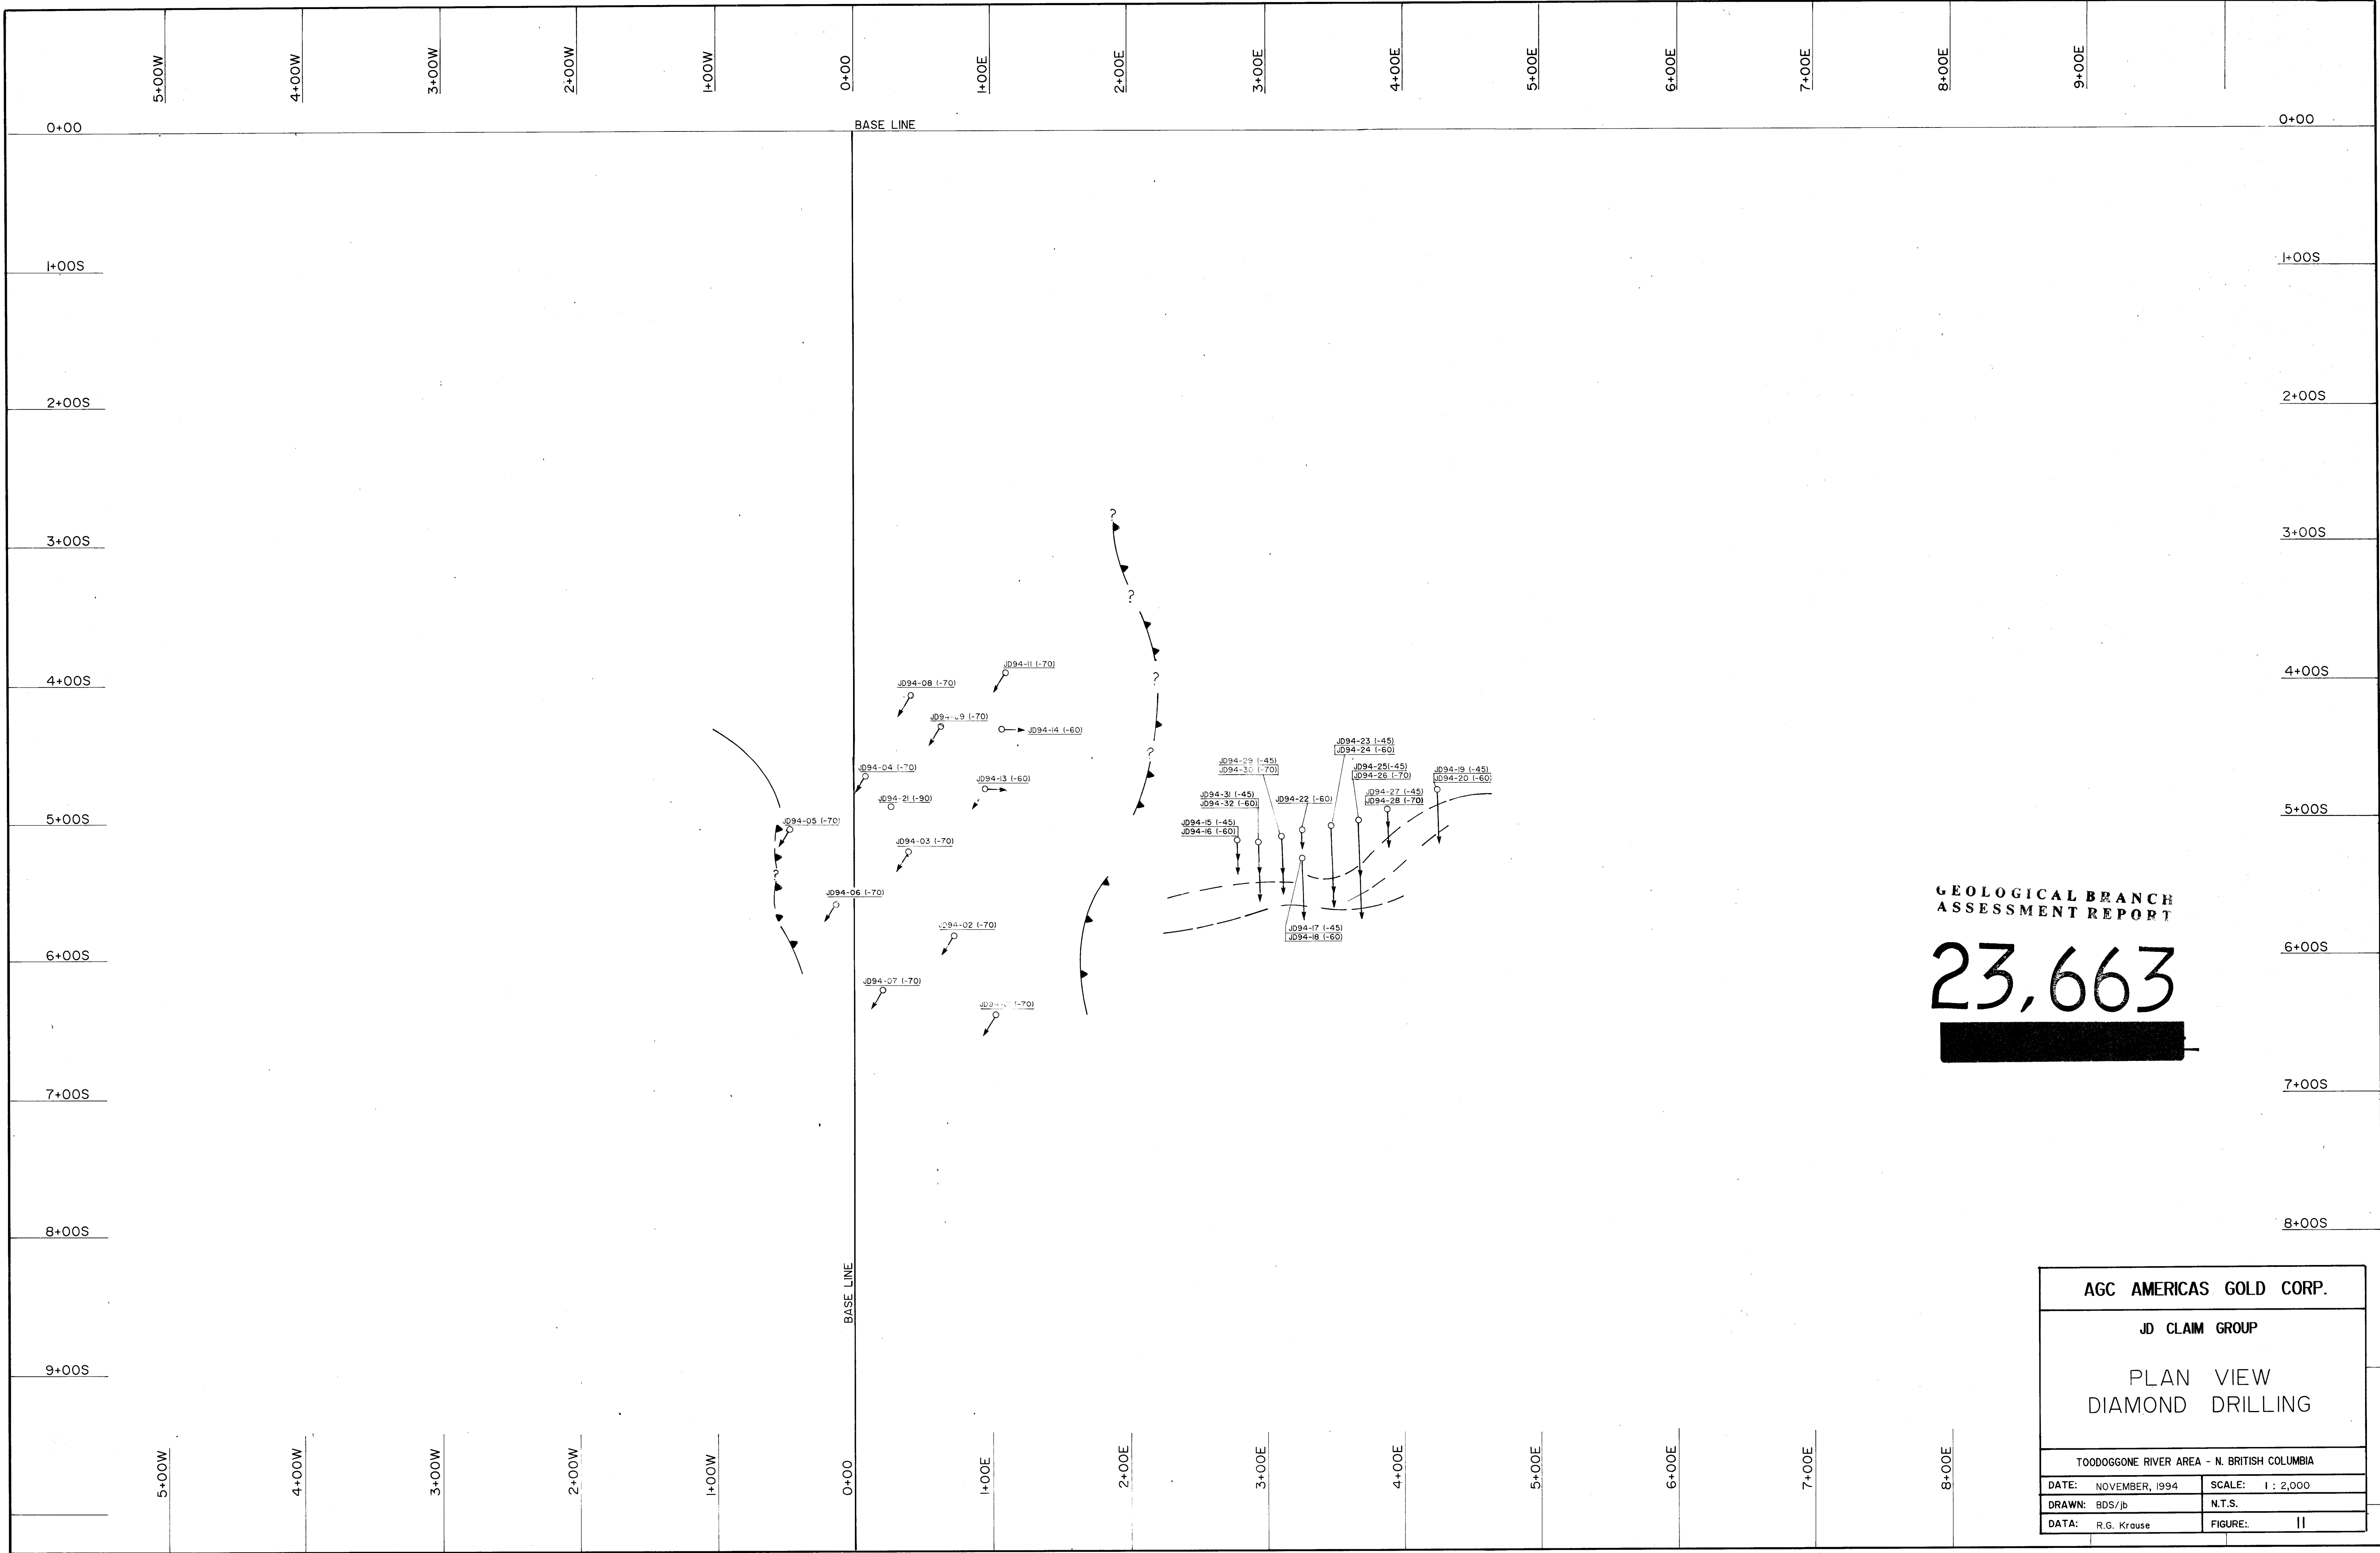 5+00W
4+00W
3+00W
2+00W
1+00W
0+00
1+00E
2+00E
3+00E
4+00E
5+00E
6+00E
7+00E
8+00E
9+00E
0+00
BASE LINE
0+00
1+00S
1+00S
2+00S
2+00S
?
3+00S
3+00S
?
JD94-11 (-70)
4+00S
?
4+00S
JD94-08 (-70)
(-70)
JD94-14 (-60)
?
JD94-23 (-45)
JD94-24 (-60)
JD94-29 (-45)
JD94-30 (-70)
JD94-04 (-70)
JD94-13 (-60)
JD94-25(-45)
JD94-26 (-70)
JD94-19 (-45)
JD94-20 (-60)
JD94-21 (-90)
JD94-31 (-45)
JD94-32 (-60)
JD94-22 (-60)
JD94-27 (-45)
JD94-28 (-70)
5+00S
5+00S
JD94-05 (-70)
JD94-15 (-45)
JD94-16 (-60)
JD94-03 (-70)
?
JD94-06 (-70)
JD94-02 (-70)
JD94-17 (-45)
JD94-18 (-60)
GEOLOGICAL BRANCH
ASSESSMENT REPORT
23,663
6+00S
6+00S
JD94-07 (-70)
(-70)
7+00S
7+00S
8+00S
8+00S
BASE LINE
9+00S
5+00W
4+00W
3+00W
2+00W
1+00W
0+00
1+00E
2+00E
3+00E
4+00E
5+00E
6+00E
7+00E
8+00E
AGC AMERICAS GOLD CORP.
JD CLAIM GROUP
PLAN VIEW
DIAMOND DRILLING
TOODOGGONE RIVER AREA - N. BRITISH COLUMBIA
DATE: NOVEMBER, 1994
SCALE: 1 : 2,000
DRAWN: BDS/jb
N.T.S.
DATA: R.G. Krause
FIGURE: 11